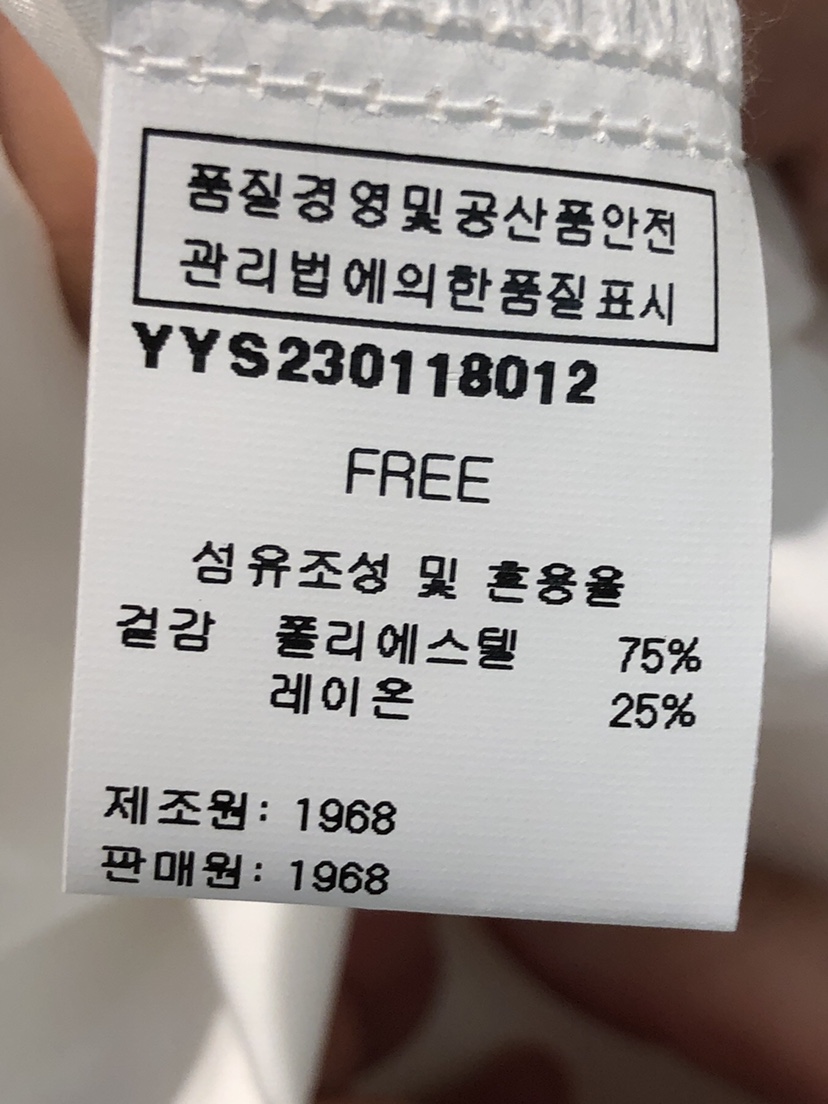 품질경영및공산품안전
관리법에의한품질표시
YYS230118012
FREE
섬유조성 및 혼용율
겉감 폴리에스텔 75%
레이온 25%
제조원: 1968
판매원: 1968